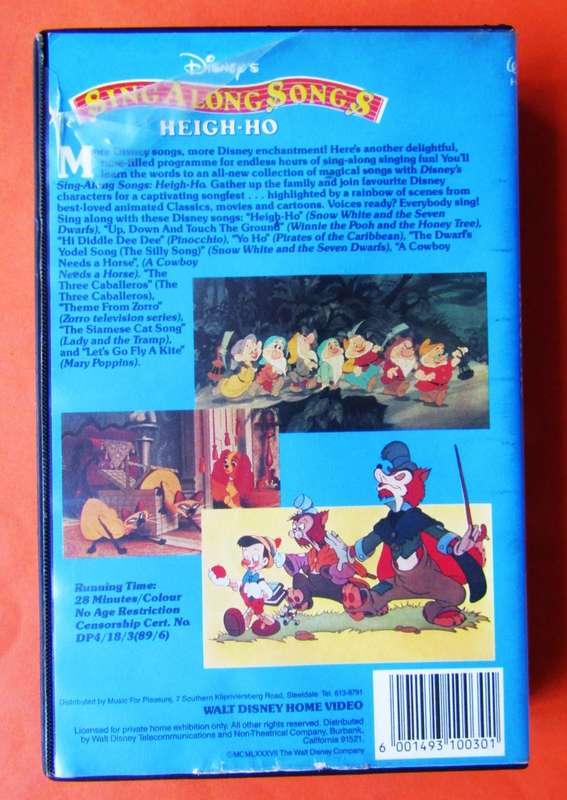 Disney's
SING ALONG SONGS
HEIGH-HO
Disney songs, more Disney enchantment! Here's another delightful,
-filled programme for endless hours of sing-along singing fun! You'll
learn the words to an all-new collection of magical songs with Disney's
Sing-Along Songs: Heigh-Ho. Gather up the family and join favourite Disney
characters for a captivating songfest . . . highlighted by a rainbow of scenes from
best-loved animated Classics, movies and cartoons. Voices ready? Everybody sing!
Sing along with these Disney songs: "Heigh-Ho" (Snow White and the Seven
Dwarfs), "Up, Down And Touch The Ground" (Winnie the Pooh and the Honey Tree),
"Hi Diddle Dee Dee" (Pinocchio), "Yo Ho" (Pirates of the Caribbean), "The Dwarf's
Yodel Song (The Silly Song)" (Snow White and the Seven Dwarfs), "A Cowboy
Needs a Horse", (A Cowboy
Needs a Horse). "The
Three Caballeros" (The
Three Caballeros),
"Theme From Zorro"
(Zorro television series),
"The Siamese Cat Song"
(Lady and the Tramp),
and "Let's Go Fly A Kite"
(Mary Poppins).
Running Time:
28 Minutes/Colour
No Age Restriction
Censorship Cert. No.
DP4/18/3(89/6)
Distributed by Music For Pleasure, 7 Southern Klipriviersberg Road, Steeldale. Tel. 613-8791
WALT DISNEY HOME VIDEO
Licensed for private home exhibition only. All other rights reserved. Distributed
by Walt Disney Telecommunications and Non-Theatrical Company, Burbank,
California 91521.
©MCMLXXXVII The Walt Disney Company
6 001493 100301